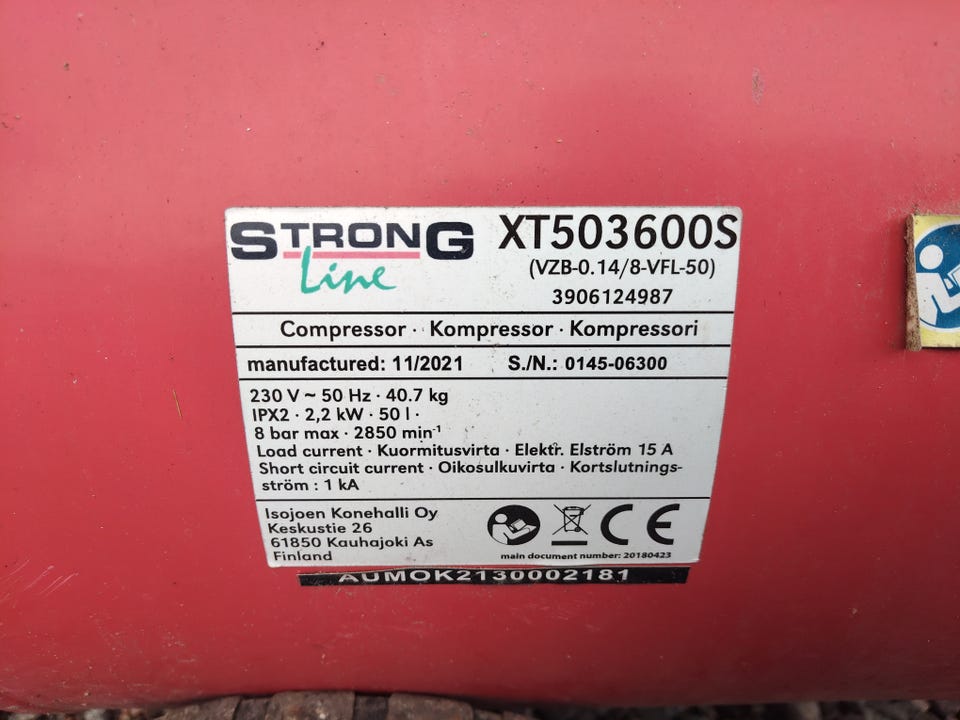 STRONG
Line
XT503600S
(VZB-0.14/8-VFL-50)
3906124987
Compressor · Kompressor · Kompressori
manufactured: 11/2021 S./N.: 0145-06300
230 V ~ 50 Hz · 40.7 kg
IPX2 · 2,2 kW · 50 l ·
8 bar max · 2850 min⁻¹
Load current · Kuormitusvirta · Elektr. Elström 15 A
Short circuit current · Oikosulkuvirta · Kortslutnings-
ström : 1 kA
Isojoen Konehalli Oy
Keskustie 26
61850 Kauhajoki As
Finland
CE
main document number: 20180423
AUMOK2130002181